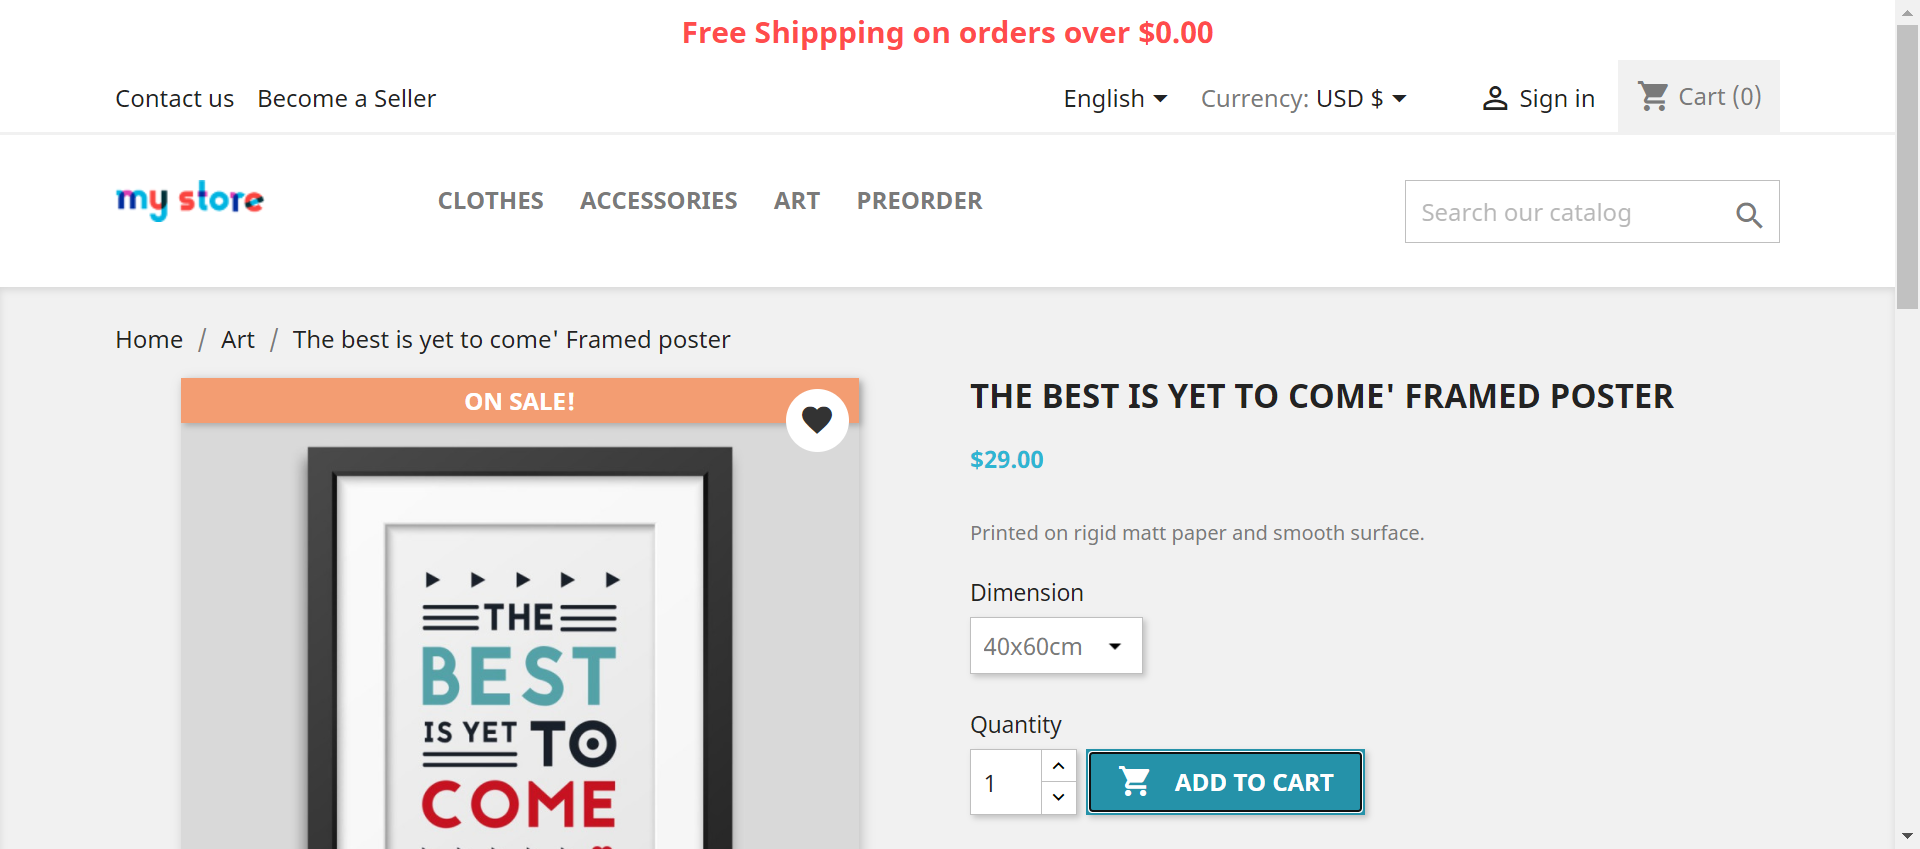 Free Shippping on orders over $0.00
Contact us Become a Seller English Currency: USD $ Sign in Cart (0)
my store CLOTHES ACCESSORIES ART PREORDER Search our catalog
Home / Art / The best is yet to come' Framed poster
ON SALE!
THE
BEST
IS YET TO
COME
THE BEST IS YET TO COME' FRAMED POSTER
$29.00
Printed on rigid matt paper and smooth surface.
Dimension
40x60cm
Quantity
1 ADD TO CART